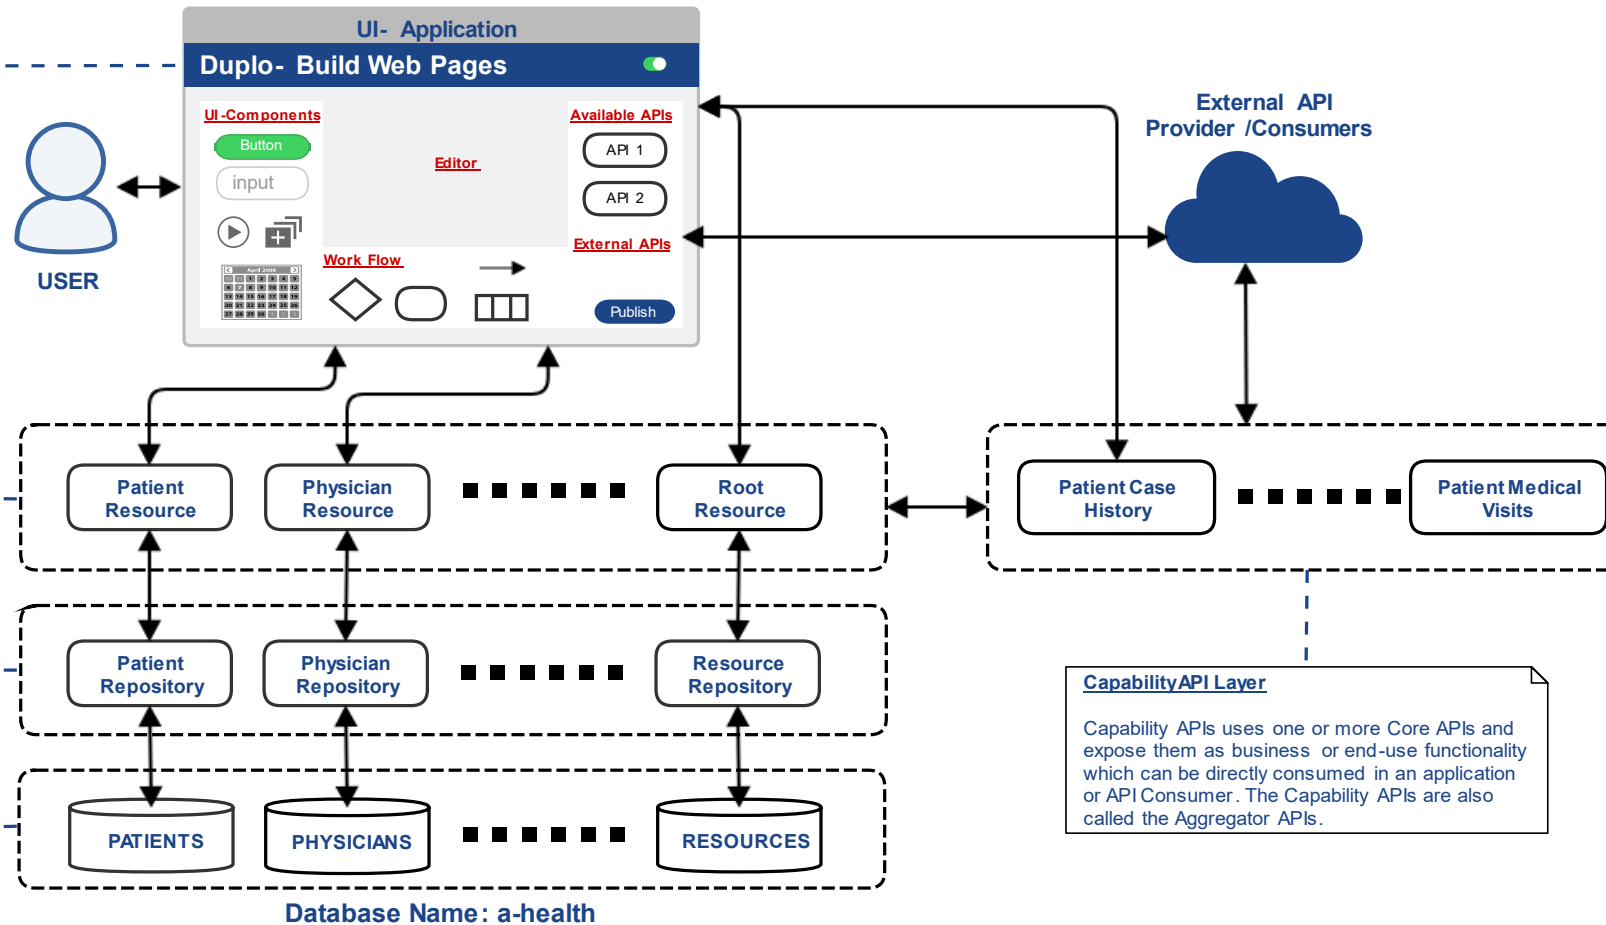 UI- Application
Duplo- Build Web Pages
UI-Components
Button
input
April 2008
Editor
Available APIs
API 1
API 2
External APIs
Work Flow
Publish
USER
External API
Provider /Consumers
Patient
Resource
Physician
Resource
Root
Resource
Patient Case
History
Patient Medical
Visits
Patient
Repository
Physician
Repository
Resource
Repository
CapabilityAPI Layer
Capability APIs uses one or more Core APIs and
expose them as business or end-use functionality
which can be directly consumed in an application
or API Consumer. The Capability APIs are also
called the Aggregator APIs.
PATIENTS
PHYSICIANS
RESOURCES
Database Name: a-health